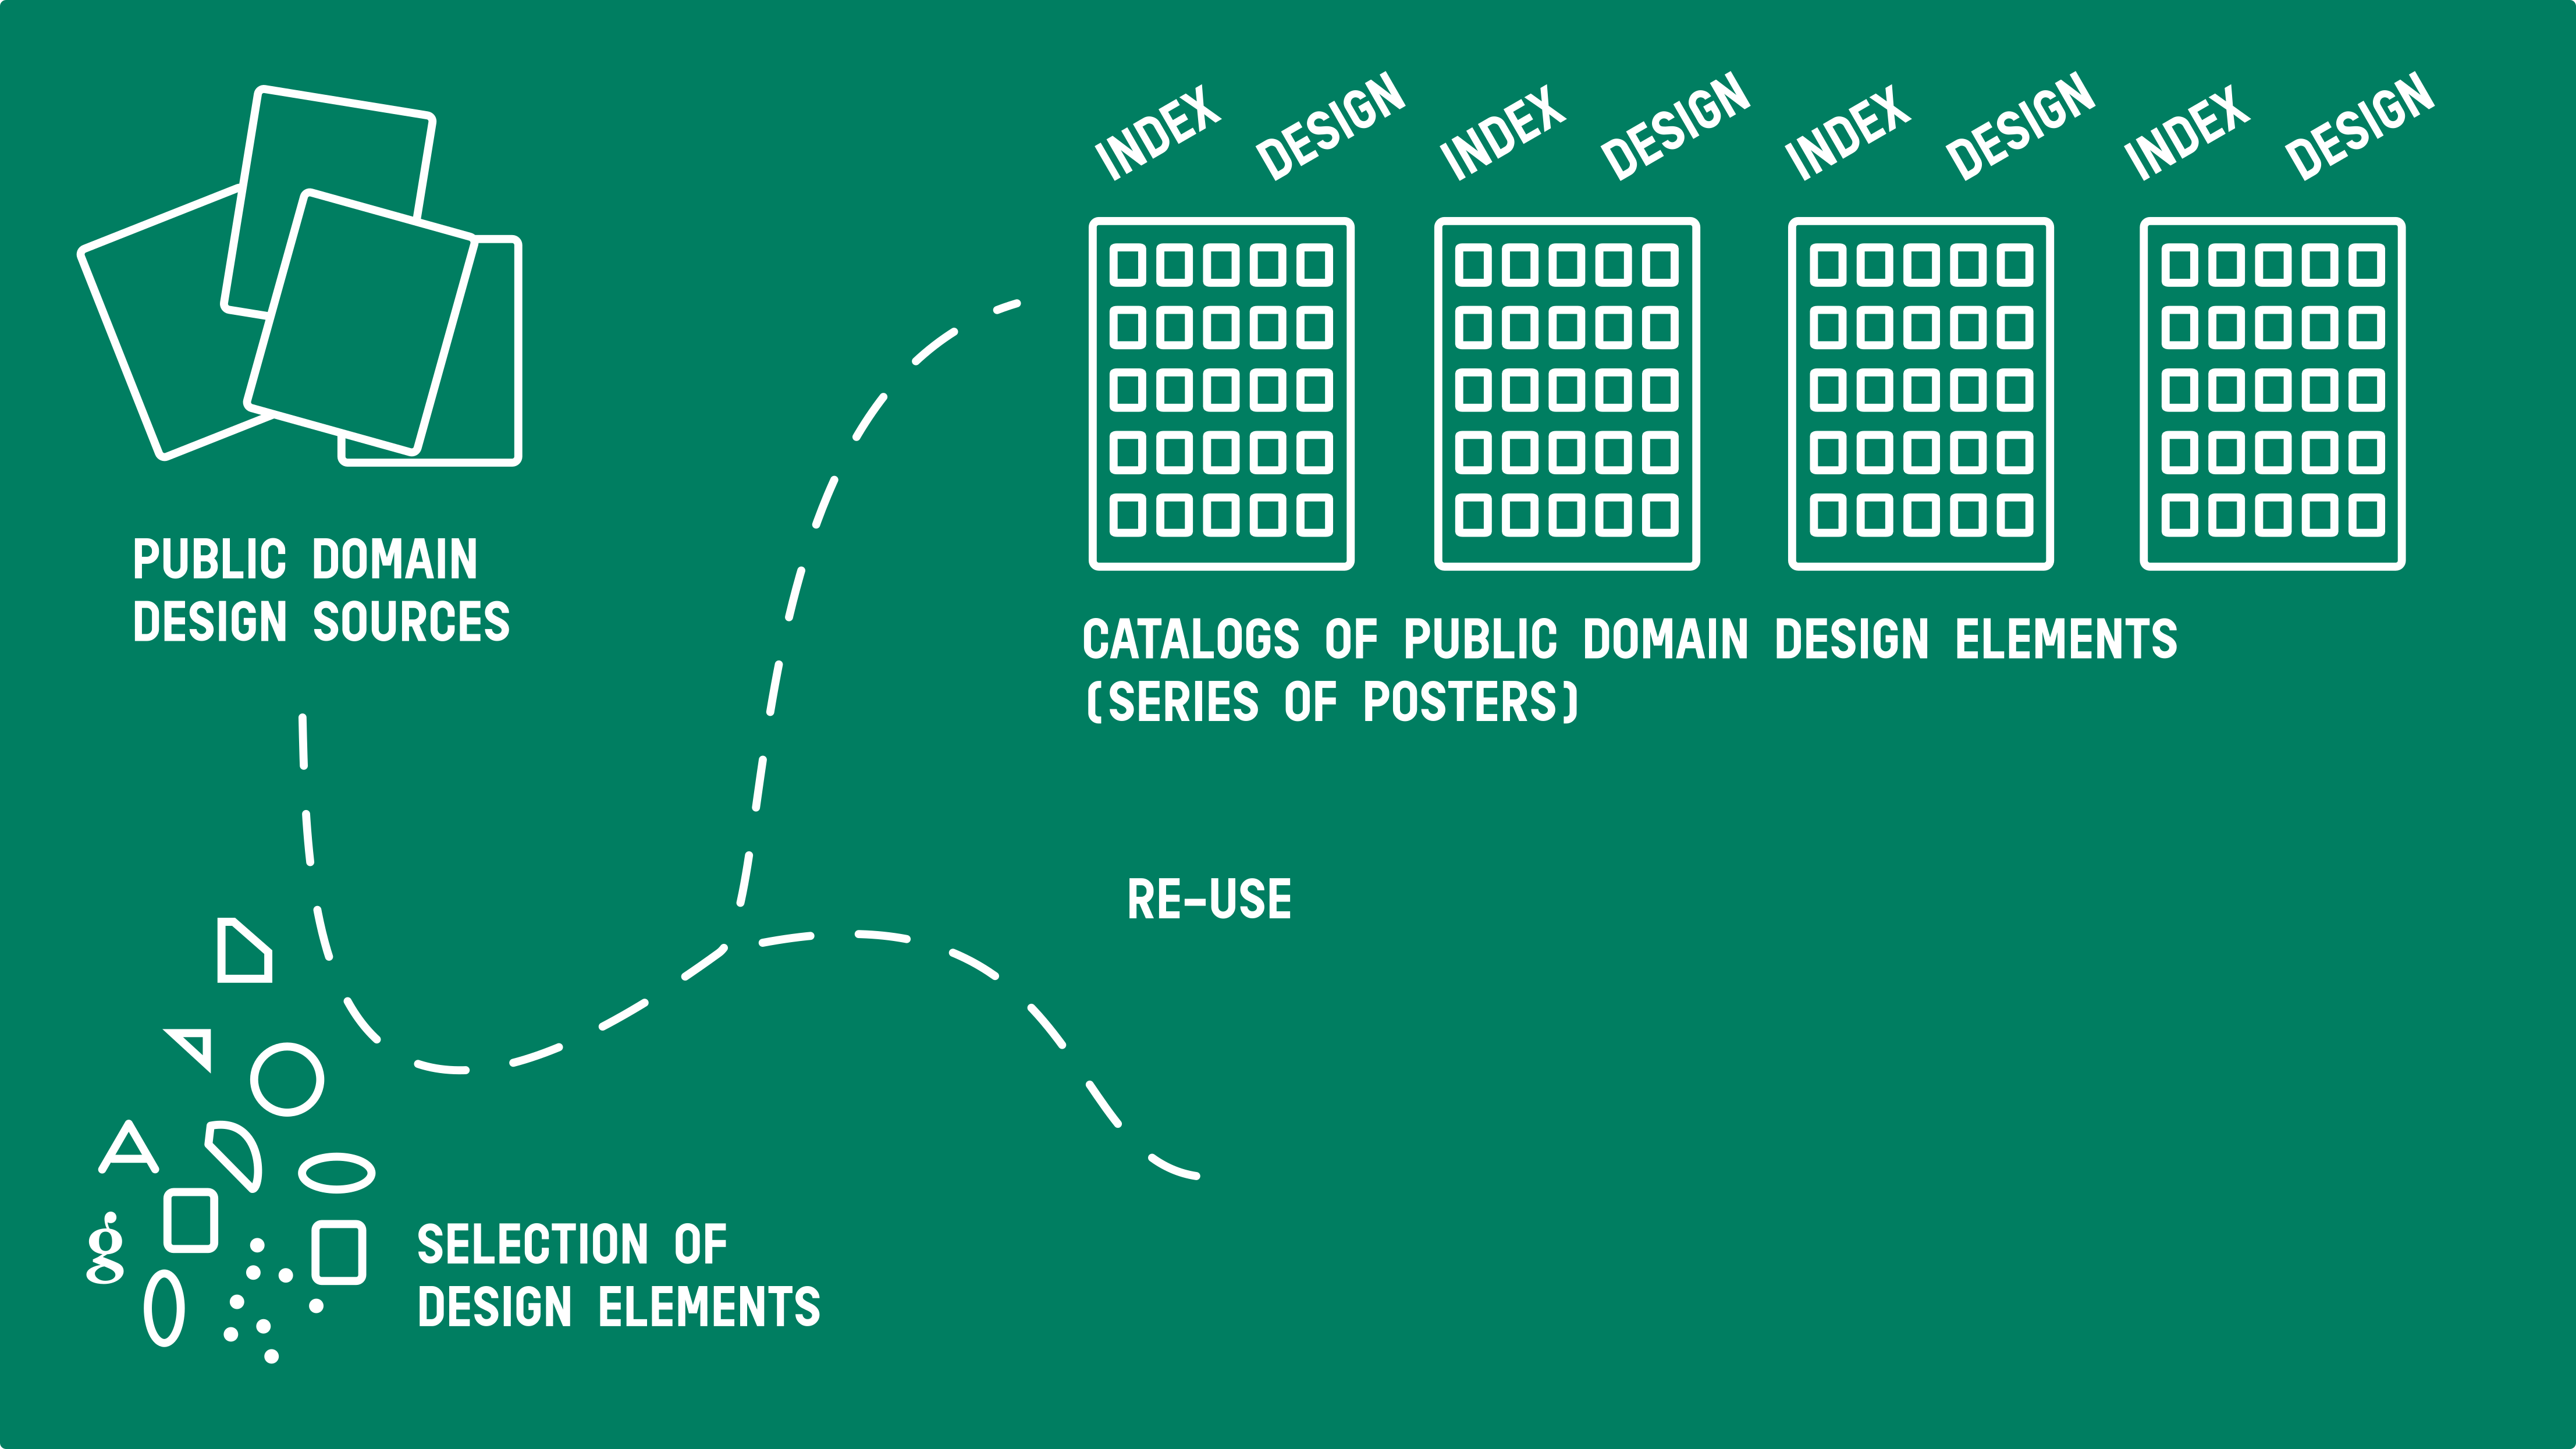 INDEX DESIGN INDEX DESIGN INDEX DESIGN INDEX DESIGN
PUBLIC DOMAIN
DESIGN SOURCES
CATALOGS OF PUBLIC DOMAIN DESIGN ELEMENTS
(SERIES OF POSTERS)
RE-USE
A
g
SELECTION OF
DESIGN ELEMENTS